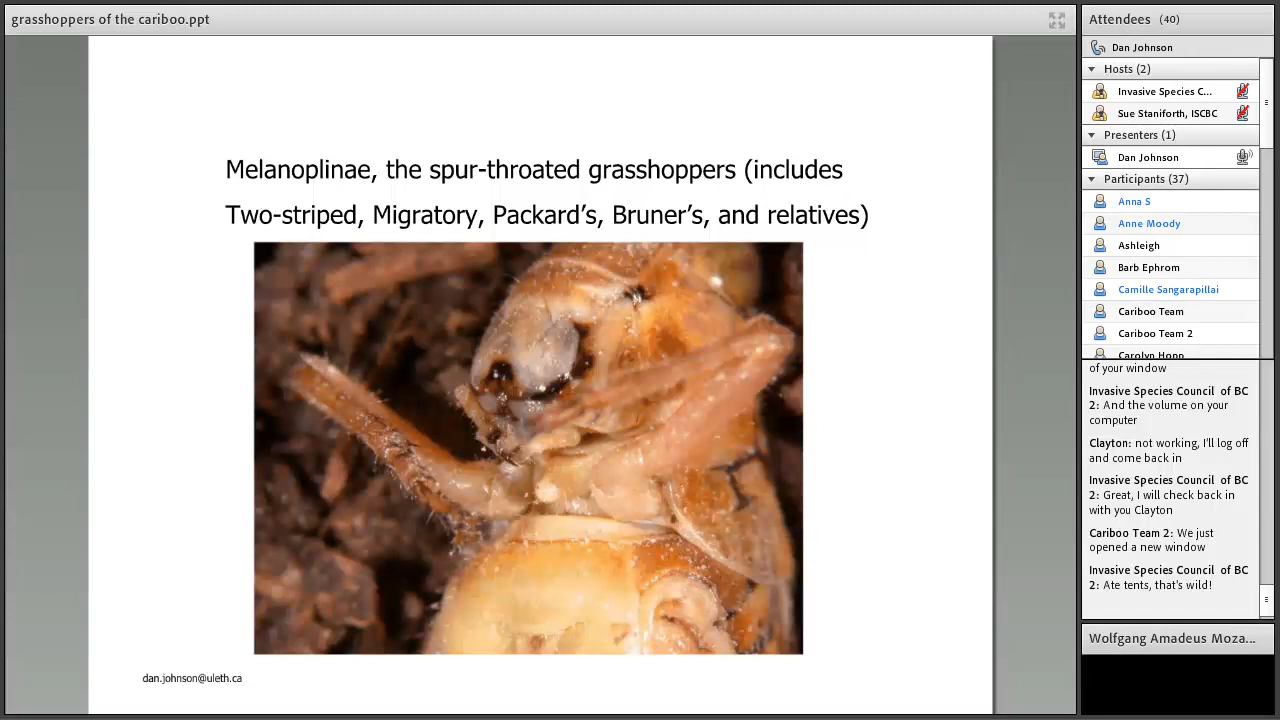 grasshoppers of the cariboo.ppt
Melanoplinae, the spur-throated grasshoppers (includes
Two-striped, Migratory, Packard’s, Bruner’s, and relatives)
dan.johnson@uleth.ca
Attendees (40)
Dan Johnson
Hosts (2)
Invasive Species C...
Sue Staniforth, ISCBC
Presenters (1)
Dan Johnson
Participants (37)
Anna S
Anne Moody
Ashleigh
Barb Ephrom
Camille Sangarapillai
Cariboo Team
Cariboo Team 2
of your window
Invasive Species Council of BC
2: And the volume on your
computer
Clayton: not working, I'll log off
and come back in
Invasive Species Council of BC
2: Great, I will check back in
with you Clayton
Cariboo Team 2: We just
opened a new window
Invasive Species Council of BC
2: Ate tents, that's wild!
Wolfgang Amadeus Moza...